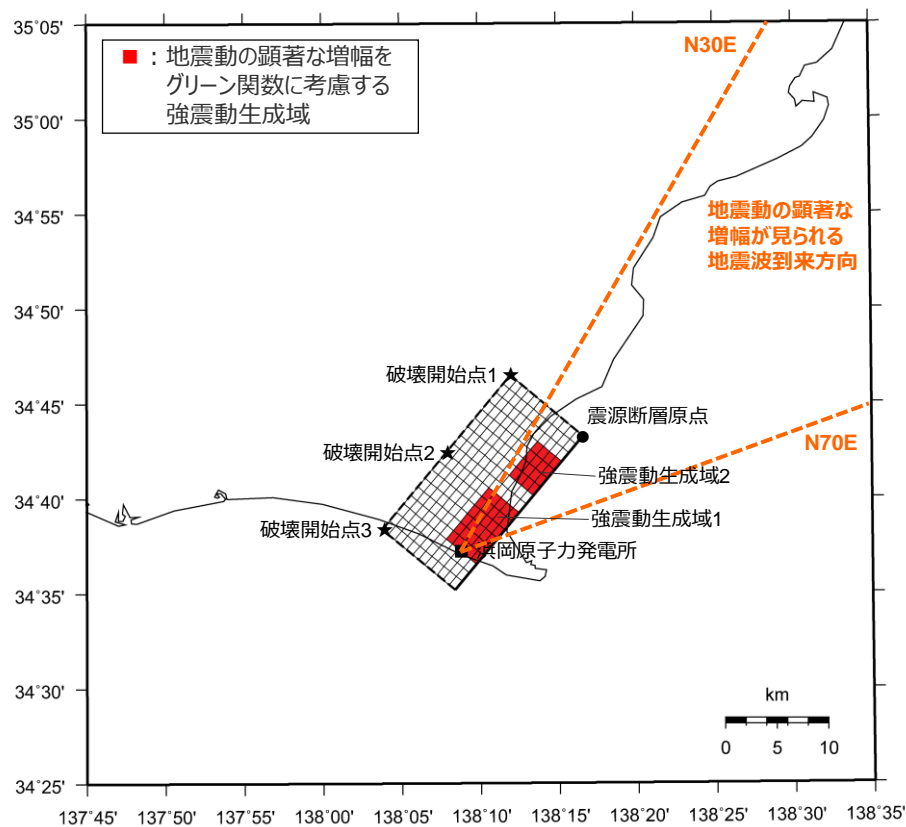 35˚05'
35˚00'
34˚55'
34˚50'
34˚45'
34˚40'
34˚35'
34˚30'
34˚25'
■ : 地震動の顕著な増幅を
グリーン関数に考慮する
強震動生成域
N30E
地震動の顕著な
増幅が見られる
地震波到来方向
破壊開始点1
震源断層原点
N70E
破壊開始点2
強震動生成域2
強震動生成域1
破壊開始点3
浜岡原子力発電所
km
0 5 10
137˚45' 137˚50' 137˚55' 138˚00' 138˚05' 138˚10' 138˚15' 138˚20' 138˚25' 138˚30' 138˚35'